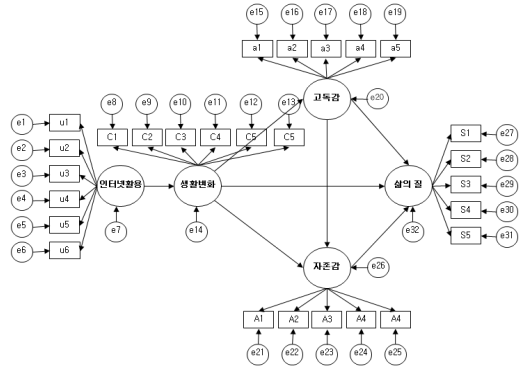 e15 e16 e17 e18 e19
a1 a2 a3 a4 a5
e8 e9 e10 e11 e12 e13
고독감 e20
e1 u1
C1 C2 C3 C4 C5 C5
S1 e27
e2 u2
S2 e28
e3 u3
인터넷활용 생활변화 삶의 질
S3 e29
e4 u4
S4 e30
e5 u5
e7 e14 e32
S5 e31
e6 u6
자존감 e26
A1 A2 A3 A4 A4
e21 e22 e23 e24 e25